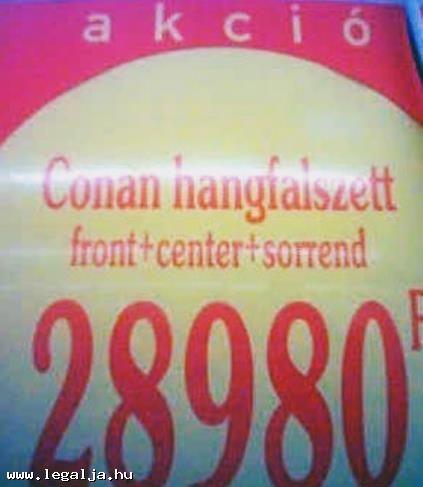 akció
Conan hangfalszett
front+center+sorrend
28980 F
www.legalja.hu